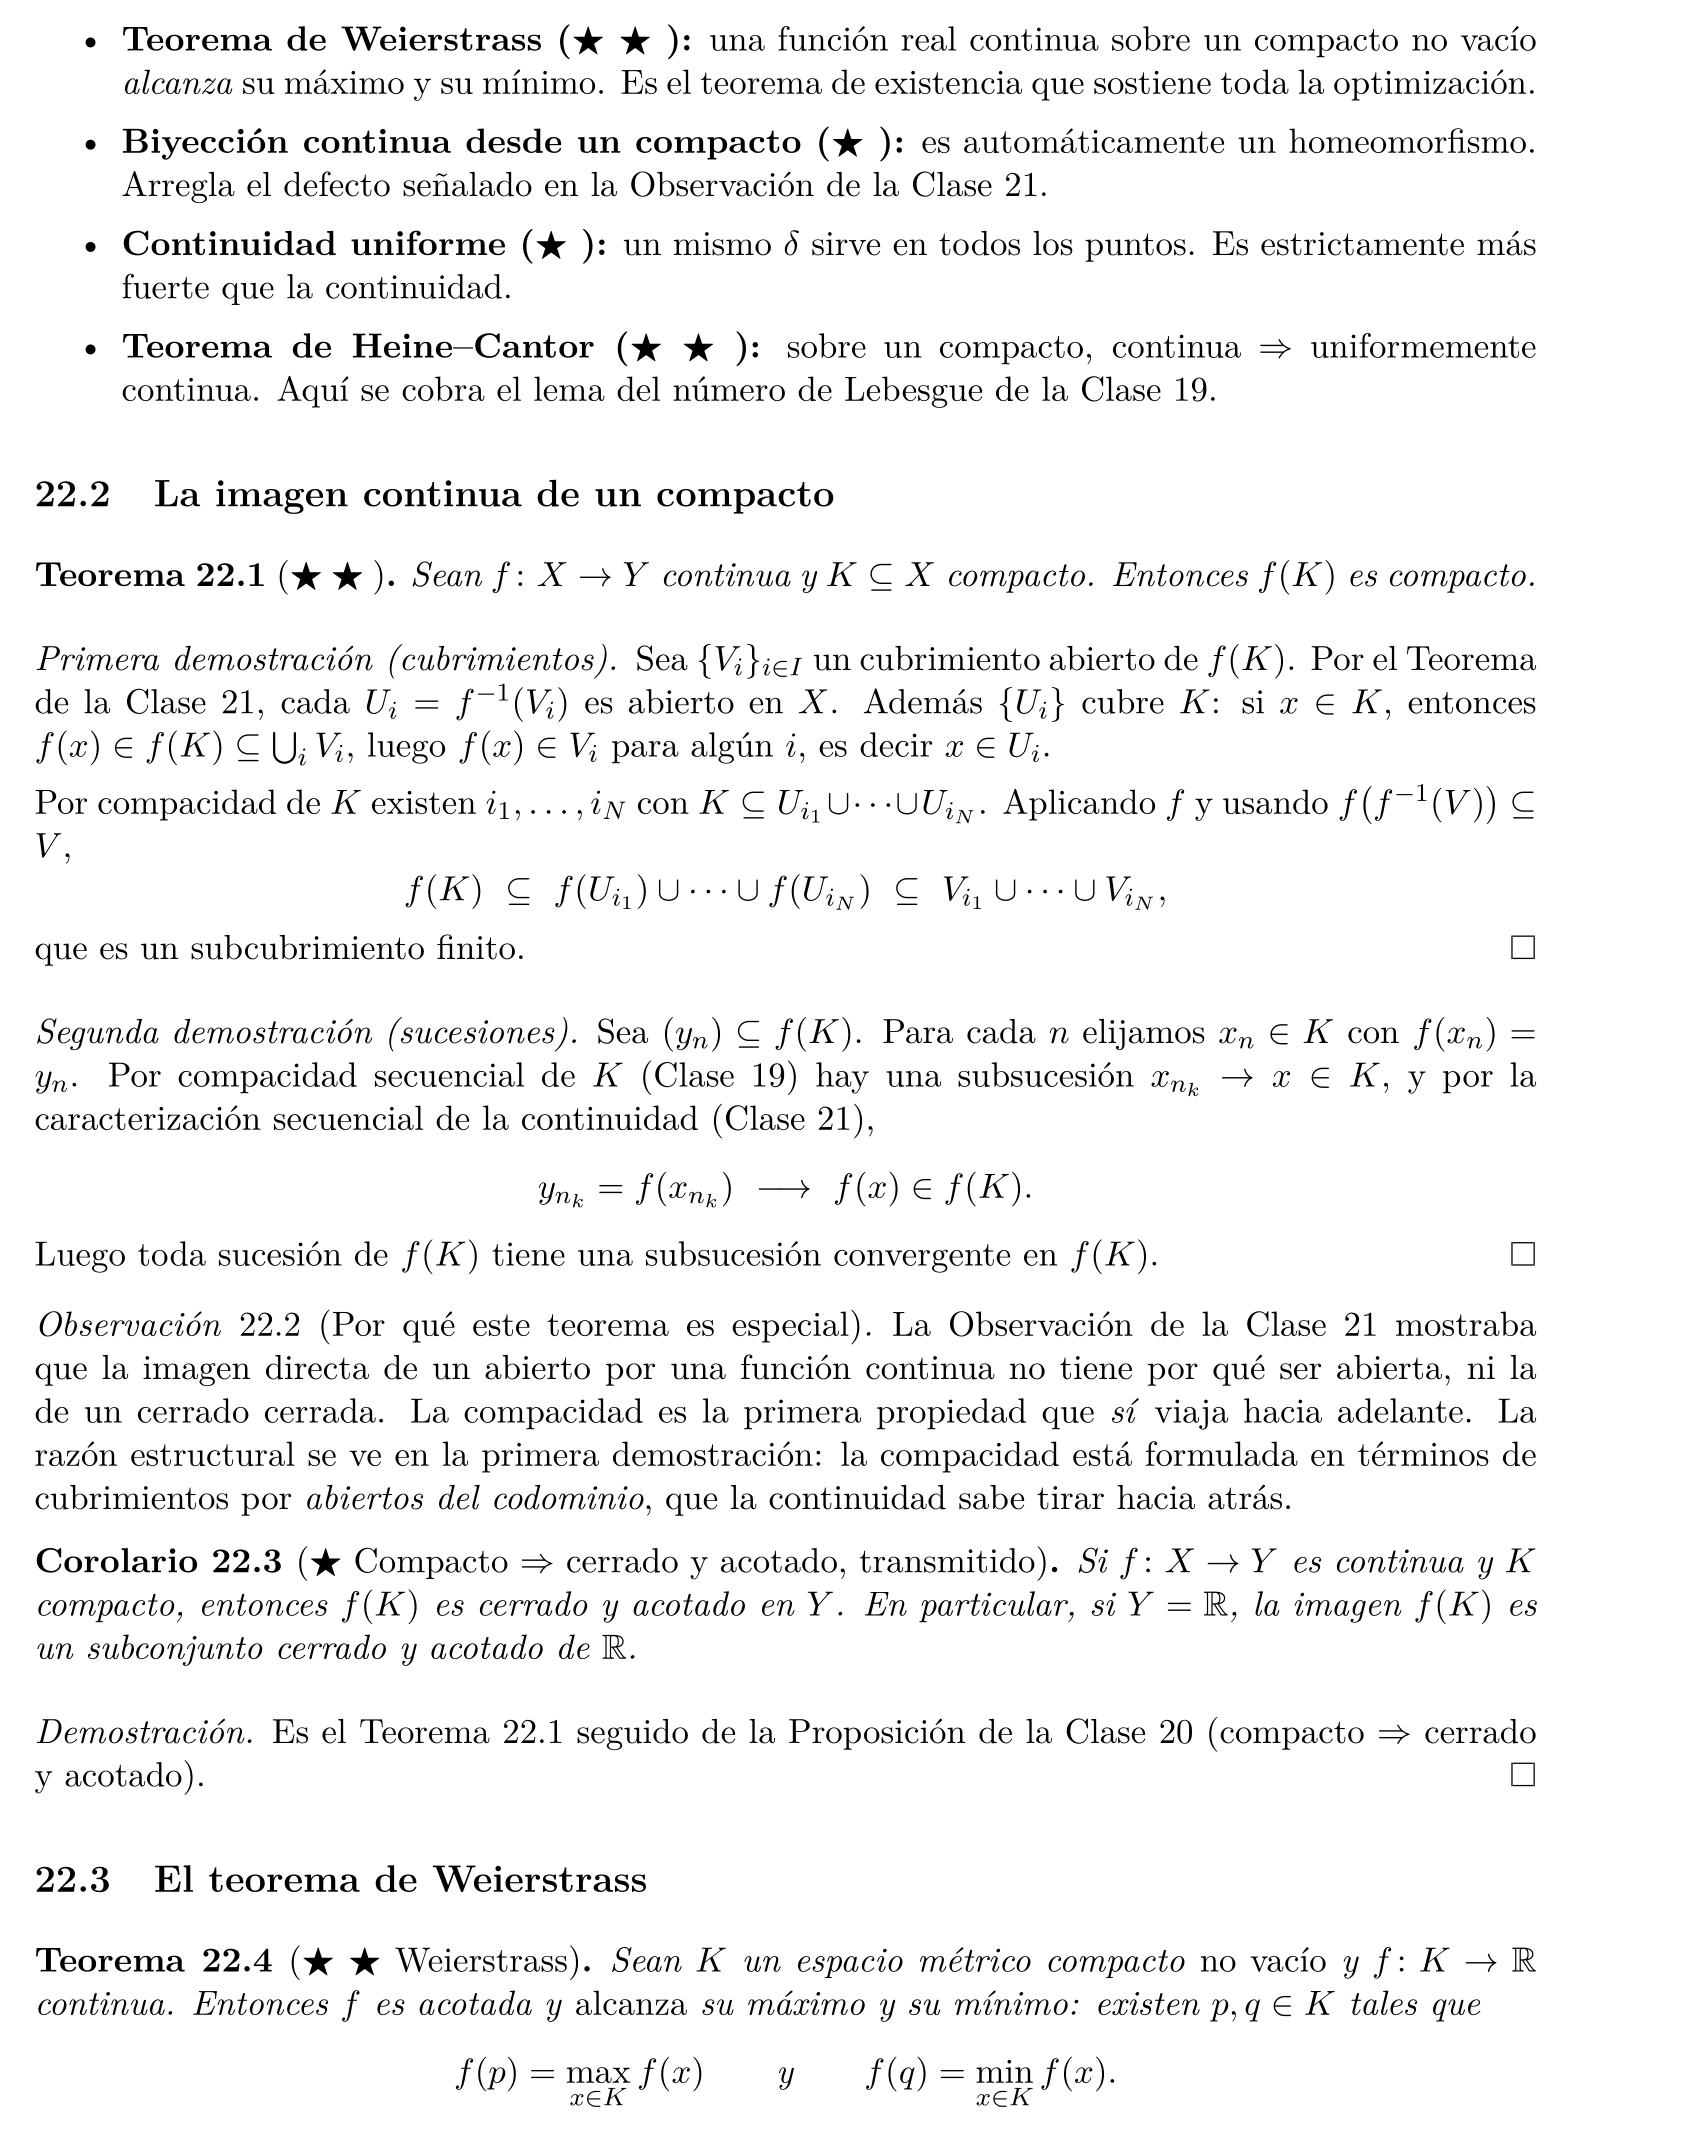 • Teorema de Weierstrass (★ ★ ): una función real continua sobre un compacto no vacío
alcanza su máximo y su mínimo. Es el teorema de existencia que sostiene toda la optimización.
• Biyección continua desde un compacto (★ ): es automáticamente un homeomorfismo.
Arregla el defecto señalado en la Observación de la Clase 21.
• Continuidad uniforme (★ ): un mismo δ sirve en todos los puntos. Es estrictamente más
fuerte que la continuidad.
• Teorema de Heine–Cantor (★ ★ ): sobre un compacto, continua ⇒ uniformemente
continua. Aquí se cobra el lema del número de Lebesgue de la Clase 19.
22.2 La imagen continua de un compacto
Teorema 22.1 (★ ★ ). Sean f : X → Y continua y K ⊆ X compacto. Entonces f(K) es compacto.
Primera demostración (cubrimientos). Sea {V_i}_{i∈I} un cubrimiento abierto de f(K). Por el Teorema
de la Clase 21, cada U_i = f^{−1}(V_i) es abierto en X. Además {U_i} cubre K: si x ∈ K, entonces
f(x) ∈ f(K) ⊆ ⋃_i V_i, luego f(x) ∈ V_i para algún i, es decir x ∈ U_i.
Por compacidad de K existen i_1, . . . , i_N con K ⊆ U_{i_1} ∪ · · · ∪ U_{i_N}. Aplicando f y usando f(f^{−1}(V)) ⊆
V,
f(K) ⊆ f(U_{i_1}) ∪ · · · ∪ f(U_{i_N}) ⊆ V_{i_1} ∪ · · · ∪ V_{i_N},
que es un subcubrimiento finito. □
Segunda demostración (sucesiones). Sea (y_n) ⊆ f(K). Para cada n elijamos x_n ∈ K con f(x_n) =
y_n. Por compacidad secuencial de K (Clase 19) hay una subsucesión x_{n_k} → x ∈ K, y por la
caracterización secuencial de la continuidad (Clase 21),
y_{n_k} = f(x_{n_k}) ⟶ f(x) ∈ f(K).
Luego toda sucesión de f(K) tiene una subsucesión convergente en f(K). □
Observación 22.2 (Por qué este teorema es especial). La Observación de la Clase 21 mostraba
que la imagen directa de un abierto por una función continua no tiene por qué ser abierta, ni la
de un cerrado cerrada. La compacidad es la primera propiedad que sí viaja hacia adelante. La
razón estructural se ve en la primera demostración: la compacidad está formulada en términos de
cubrimientos por abiertos del codominio, que la continuidad sabe tirar hacia atrás.
Corolario 22.3 (★ Compacto ⇒ cerrado y acotado, transmitido). Si f : X → Y es continua y K
compacto, entonces f(K) es cerrado y acotado en Y. En particular, si Y = ℝ, la imagen f(K) es
un subconjunto cerrado y acotado de ℝ.
Demostración. Es el Teorema 22.1 seguido de la Proposición de la Clase 20 (compacto ⇒ cerrado
y acotado). □
22.3 El teorema de Weierstrass
Teorema 22.4 (★ ★ Weierstrass). Sean K un espacio métrico compacto no vacío y f : K → ℝ
continua. Entonces f es acotada y alcanza su máximo y su mínimo: existen p, q ∈ K tales que
f(p) = max_{x∈K} f(x) y f(q) = min_{x∈K} f(x).